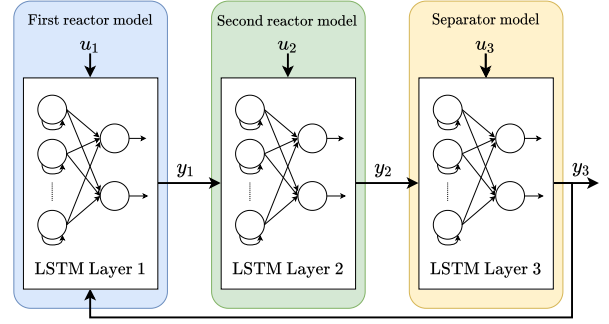 First reactor model
u1
LSTM Layer 1
y1
Second reactor model
u2
LSTM Layer 2
y2
Separator model
u3
LSTM Layer 3
y3